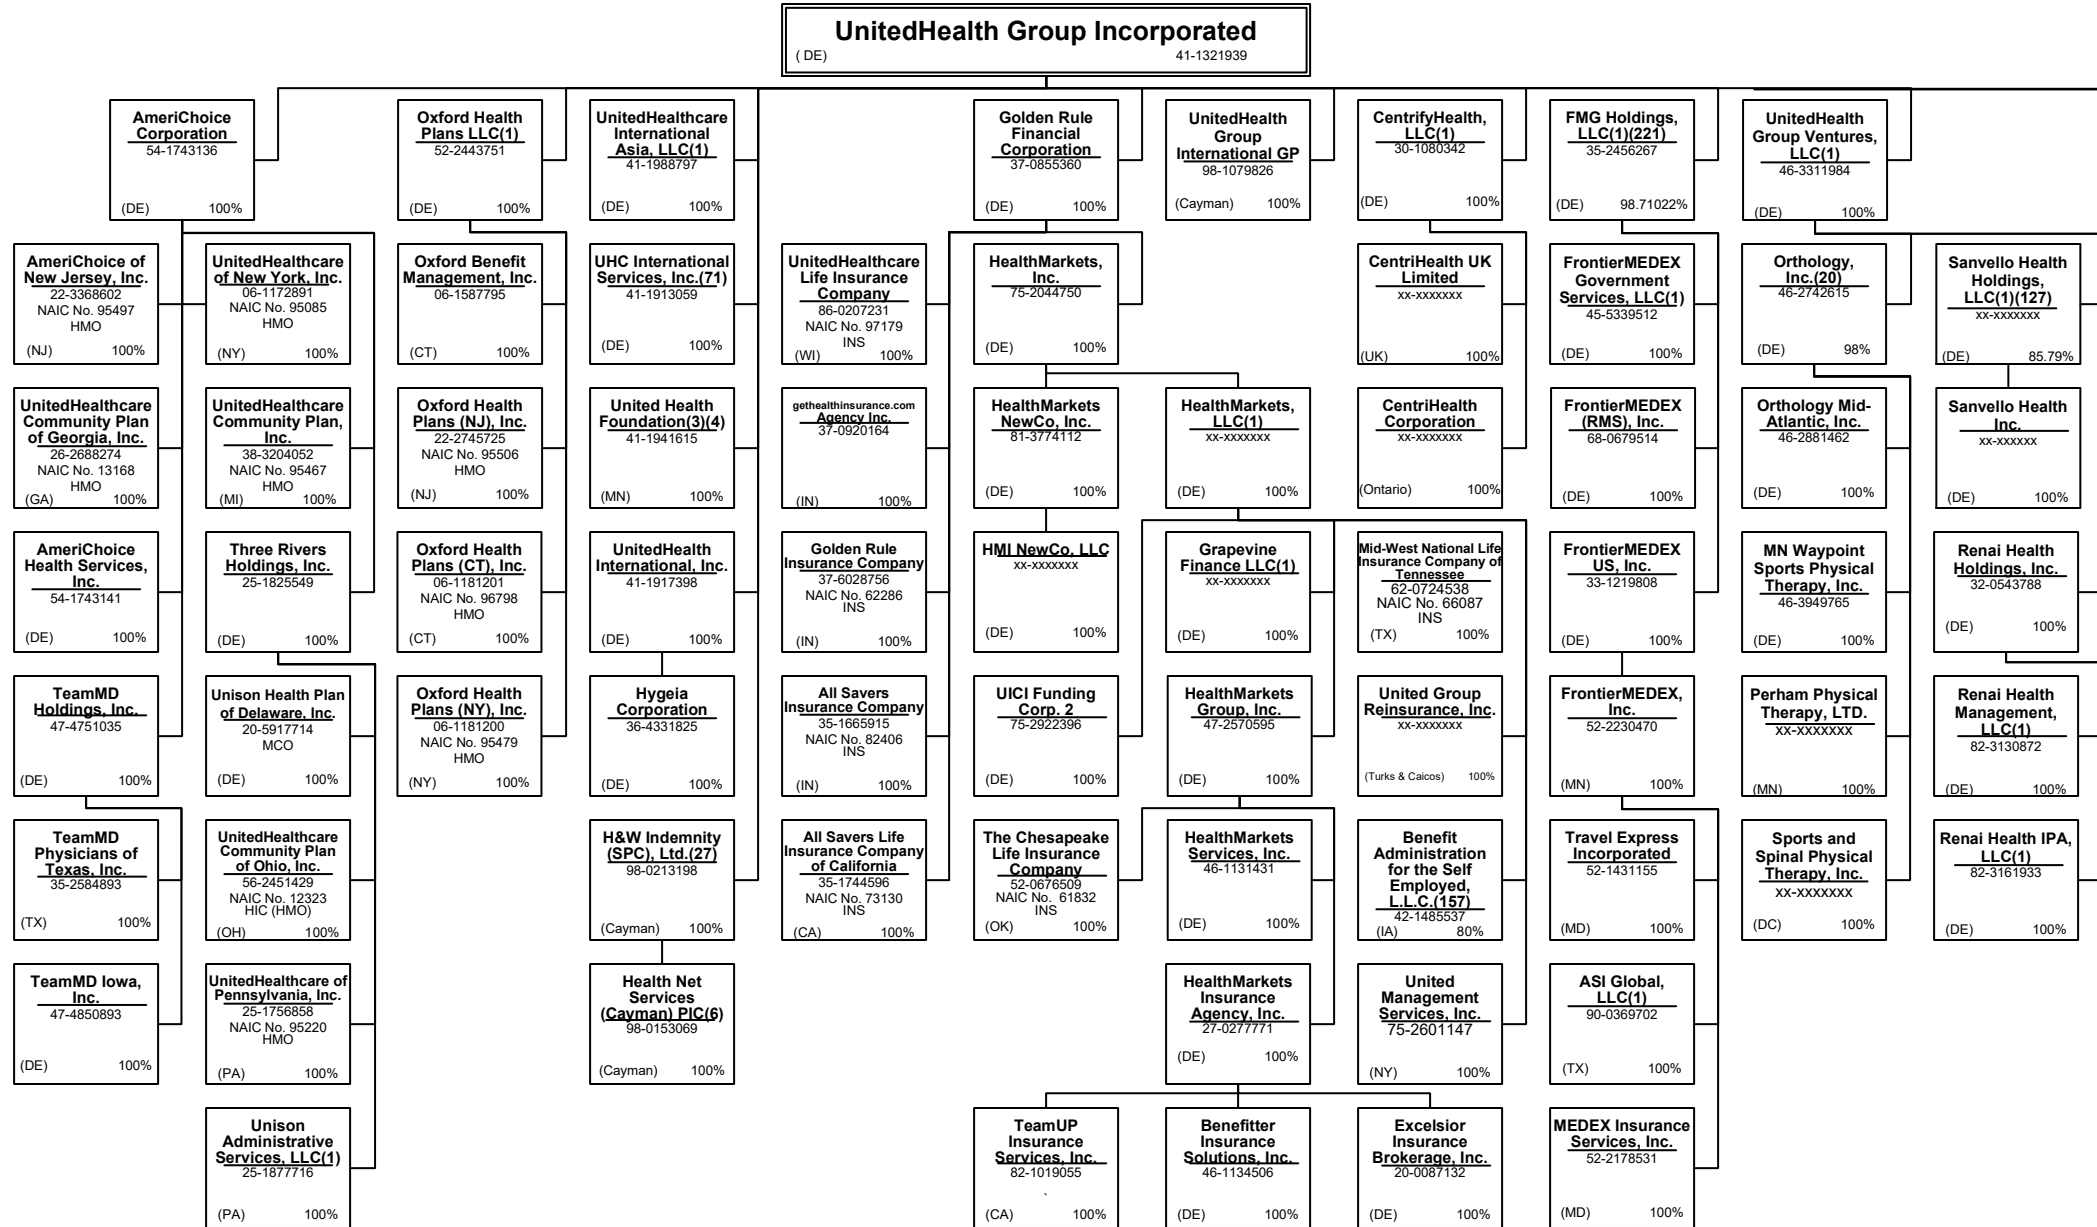 UnitedHealth Group Incorporated
( DE) 41-1321939
AmeriChoice
Corporation
54-1743136
(DE) 100%
Oxford Health
Plans LLC(1)
52-2443751
(DE) 100%
UnitedHealthcare
International
Asia, LLC(1)
41-1988797
(DE) 100%
Golden Rule
Financial
Corporation
37-0855360
(DE) 100%
UnitedHealth
Group
International GP
98-1079826
(Cayman) 100%
CentrifyHealth,
LLC(1)
30-1080342
(DE) 100%
FMG Holdings,
LLC(1)(221)
35-2456267
(DE) 98.71022%
UnitedHealth
Group Ventures,
LLC(1)
46-3311984
(DE) 100%
AmeriChoice of
New Jersey, Inc.
22-3368602
NAIC No. 95497
HMO
(NJ) 100%
UnitedHealthcare
of New York, Inc.
06-1172891
NAIC No. 95085
HMO
(NY) 100%
Oxford Benefit
Management, Inc.
06-1587795
(CT) 100%
UHC International
Services, Inc.(71)
41-1913059
(DE) 100%
UnitedHealthcare
Life Insurance
Company
86-0207231
NAIC No. 97179
INS
(WI) 100%
HealthMarkets,
Inc.
75-2044750
(DE) 100%
CentriHealth UK
Limited
xx-xxxxxxx
(UK) 100%
FrontierMEDEX
Government
Services, LLC(1)
45-5339512
(DE) 100%
Orthology,
Inc.(20)
46-2742615
(DE) 98%
Sanvello Health
Holdings,
LLC(1)(127)
xx-xxxxxxx
(DE) 85.79%
UnitedHealthcare
Community Plan
of Georgia, Inc.
26-2688274
NAIC No. 13168
HMO
(GA) 100%
UnitedHealthcare
Community Plan,
Inc.
38-3204052
NAIC No. 95467
HMO
(MI) 100%
Oxford Health
Plans (NJ), Inc.
22-2745725
NAIC No. 95506
HMO
(NJ) 100%
United Health
Foundation(3)(4)
41-1941615
(MN) 100%
gethealthinsurance.com
Agency Inc.
37-0920164
(IN) 100%
HealthMarkets
NewCo, Inc.
81-3774112
(DE) 100%
HealthMarkets,
LLC(1)
xx-xxxxxxx
(DE) 100%
CentriHealth
Corporation
xx-xxxxxxx
(Ontario) 100%
FrontierMEDEX
(RMS), Inc.
68-0679514
(DE) 100%
Orthology Mid-
Atlantic, Inc.
46-2881462
(DE) 100%
Sanvello Health
Inc.
xx-xxxxxx
(DE) 100%
AmeriChoice
Health Services,
Inc.
54-1743141
(DE) 100%
Three Rivers
Holdings, Inc.
25-1825549
(DE) 100%
Oxford Health
Plans (CT), Inc.
06-1181201
NAIC No. 96798
HMO
(CT) 100%
UnitedHealth
International, Inc.
41-1917398
(DE) 100%
Golden Rule
Insurance Company
37-6028756
NAIC No. 62286
INS
(IN) 100%
HMI NewCo, LLC
xx-xxxxxxx
(DE) 100%
Grapevine
Finance LLC(1)
xx-xxxxxxx
(DE) 100%
Mid-West National Life
Insurance Company of
Tennessee
62-0724538
NAIC No. 66087
INS
(TX) 100%
FrontierMEDEX
US, Inc.
33-1219808
(DE) 100%
MN Waypoint
Sports Physical
Therapy, Inc.
46-3949765
(DE) 100%
Renai Health
Holdings, Inc.
32-0543788
(DE) 100%
TeamMD
Holdings, Inc.
47-4751035
(DE) 100%
Unison Health Plan
of Delaware, Inc.
20-5917714
MCO
(DE) 100%
Oxford Health
Plans (NY), Inc.
06-1181200
NAIC No. 95479
HMO
(NY) 100%
Hygeia
Corporation
36-4331825
(DE) 100%
All Savers
Insurance Company
35-1665915
NAIC No. 82406
INS
(IN) 100%
UICI Funding
Corp. 2
75-2922396
(DE) 100%
HealthMarkets
Group, Inc.
47-2570595
(DE) 100%
United Group
Reinsurance, Inc.
xx-xxxxxxx
(Turks & Caicos) 100%
FrontierMEDEX,
Inc.
52-2230470
(MN) 100%
Perham Physical
Therapy, LTD.
xx-xxxxxxx
(MN) 100%
Renai Health
Management,
LLC(1)
82-3130872
(DE) 100%
TeamMD
Physicians of
Texas, Inc.
35-2584893
(TX) 100%
UnitedHealthcare
Community Plan
of Ohio, Inc.
56-2451429
NAIC No. 12323
HIC (HMO)
(OH) 100%
H&W Indemnity
(SPC), Ltd.(27)
98-0213198
(Cayman) 100%
All Savers Life
Insurance Company
of California
35-1744596
NAIC No. 73130
INS
(CA) 100%
The Chesapeake
Life Insurance
Company
52-0676509
NAIC No. 61832
INS
(OK) 100%
HealthMarkets
Services, Inc.
46-1131431
(DE) 100%
Benefit
Administration
for the Self
Employed,
L.L.C.(157)
42-1485537
(IA) 80%
Travel Express
Incorporated
52-1431155
(MD) 100%
Sports and
Spinal Physical
Therapy, Inc.
xx-xxxxxxx
(DC) 100%
Renai Health IPA,
LLC(1)
82-3161933
(DE) 100%
TeamMD Iowa,
Inc.
47-4850893
(DE) 100%
UnitedHealthcare of
Pennsylvania, Inc.
25-1756858
NAIC No. 95220
HMO
(PA) 100%
Health Net
Services
(Cayman) PIC(6)
98-0153069
(Cayman) 100%
HealthMarkets
Insurance
Agency, Inc.
27-0277771
(DE) 100%
United
Management
Services, Inc.
75-2601147
(NY) 100%
ASI Global,
LLC(1)
90-0369702
(TX) 100%
Unison
Administrative
Services, LLC(1)
25-1877716
(PA) 100%
TeamUP
Insurance
Services, Inc.
82-1019055
`
(CA) 100%
Benefitter
Insurance
Solutions, Inc.
46-1134506
(DE) 100%
Excelsior
Insurance
Brokerage, Inc.
20-0087132
(DE) 100%
MEDEX Insurance
Services, Inc.
52-2178531
(MD) 100%